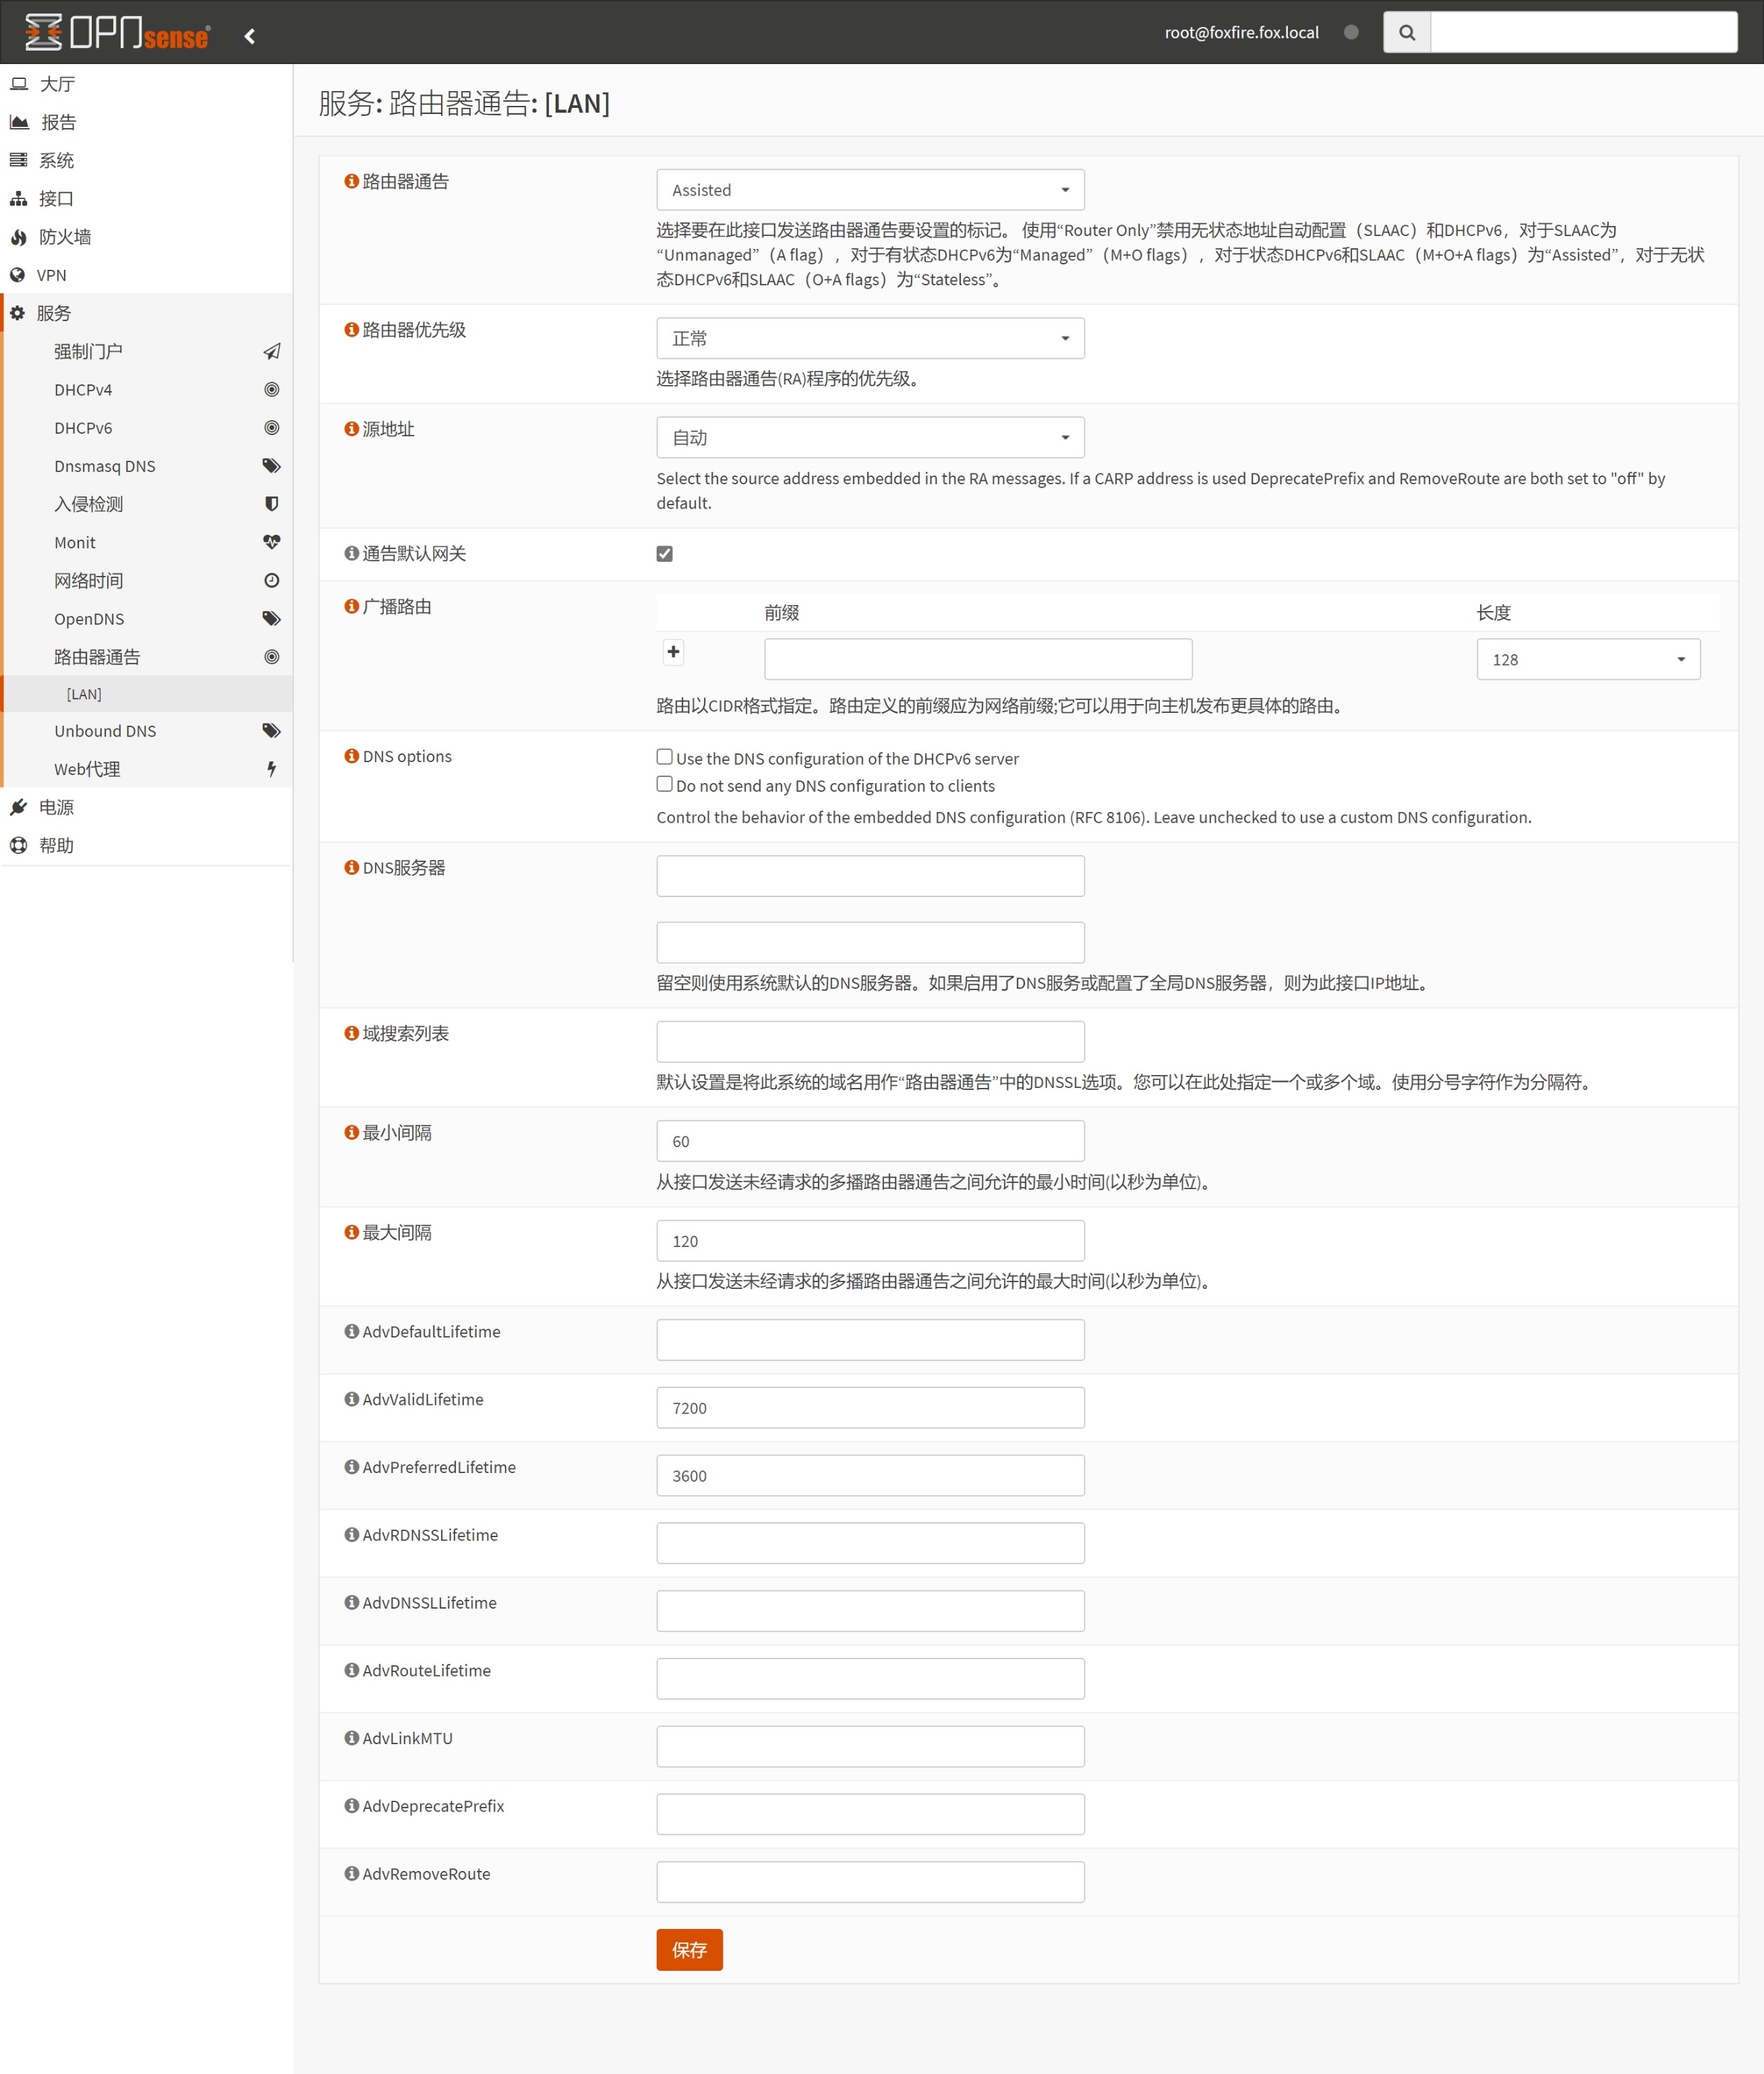 OPNsense®
root@foxfire.fox.local
大厅
报告
系统
接口
防火墙
VPN
服务
强制门户
DHCPv4
DHCPv6
Dnsmasq DNS
入侵检测
Monit
网络时间
OpenDNS
路由器通告
[LAN]
Unbound DNS
Web代理
电源
帮助
服务: 路由器通告: [LAN]
路由器通告
Assisted
选择要在此接口发送路由器通告要设置的标记。 使用“Router Only”禁用无状态地址自动配置（SLAAC）和DHCPv6，对于SLAAC为
“Unmanaged”（A flag），对于有状态DHCPv6为“Managed”（M+O flags），对于状态DHCPv6和SLAAC（M+O+A flags）为“Assisted”，对于无状
态DHCPv6和SLAAC（O+A flags）为“Stateless”。
路由器优先级
正常
选择路由器通告(RA)程序的优先级。
源地址
自动
Select the source address embedded in the RA messages. If a CARP address is used DeprecatePrefix and RemoveRoute are both set to "off" by
default.
通告默认网关
广播路由
前缀 长度
128
路由以CIDR格式指定。路由定义的前缀应为网络前缀;它可以用于向主机发布更具体的路由。
DNS options
Use the DNS configuration of the DHCPv6 server
Do not send any DNS configuration to clients
Control the behavior of the embedded DNS configuration (RFC 8106). Leave unchecked to use a custom DNS configuration.
DNS服务器
留空则使用系统默认的DNS服务器。如果启用了DNS服务或配置了全局DNS服务器，则为此接口IP地址。
域搜索列表
默认设置是将此系统的域名用作“路由器通告”中的DNSSL选项。您可以在此处指定一个或多个域。使用分号字符作为分隔符。
最小间隔
60
从接口发送未经请求的多播路由器通告之间允许的最小时间(以秒为单位)。
最大间隔
120
从接口发送未经请求的多播路由器通告之间允许的最大时间(以秒为单位)。
AdvDefaultLifetime
AdvValidLifetime
7200
AdvPreferredLifetime
3600
AdvRDNSSLifetime
AdvDNSSLLifetime
AdvRouteLifetime
AdvLinkMTU
AdvDeprecatePrefix
AdvRemoveRoute
保存